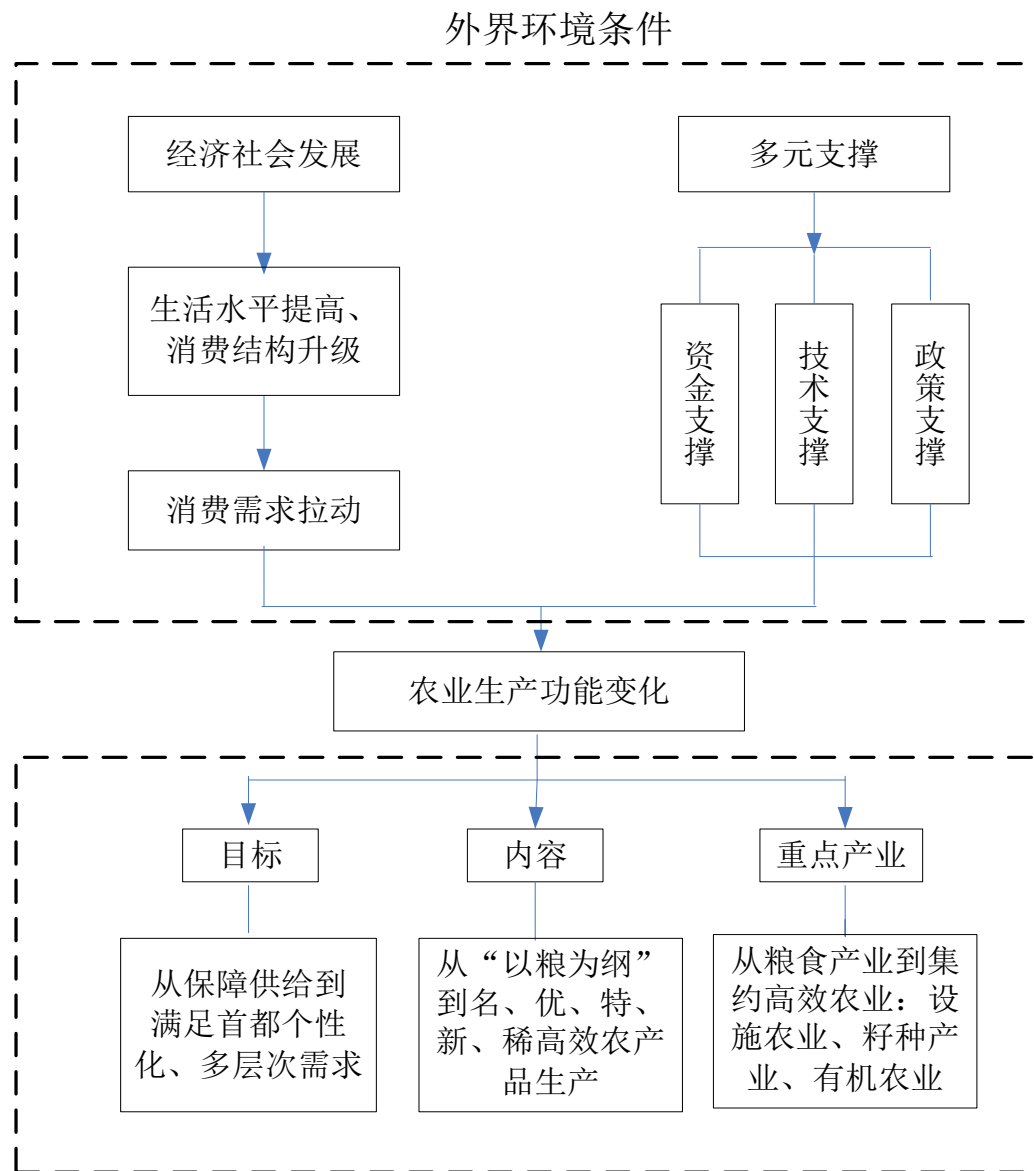 外界环境条件
经济社会发展
多元支撑
生活水平提高、
消费结构升级
资金支撑
技术支撑
政策支撑
消费需求拉动
农业生产功能变化
目标
内容
重点产业
从保障供给到
满足首都个性
化、多层次需求
从“以粮为纲”
到名、优、特、
新、稀高效农产
品生产
从粮食产业到集
约高效农业：设
施农业、籽种产
业、有机农业